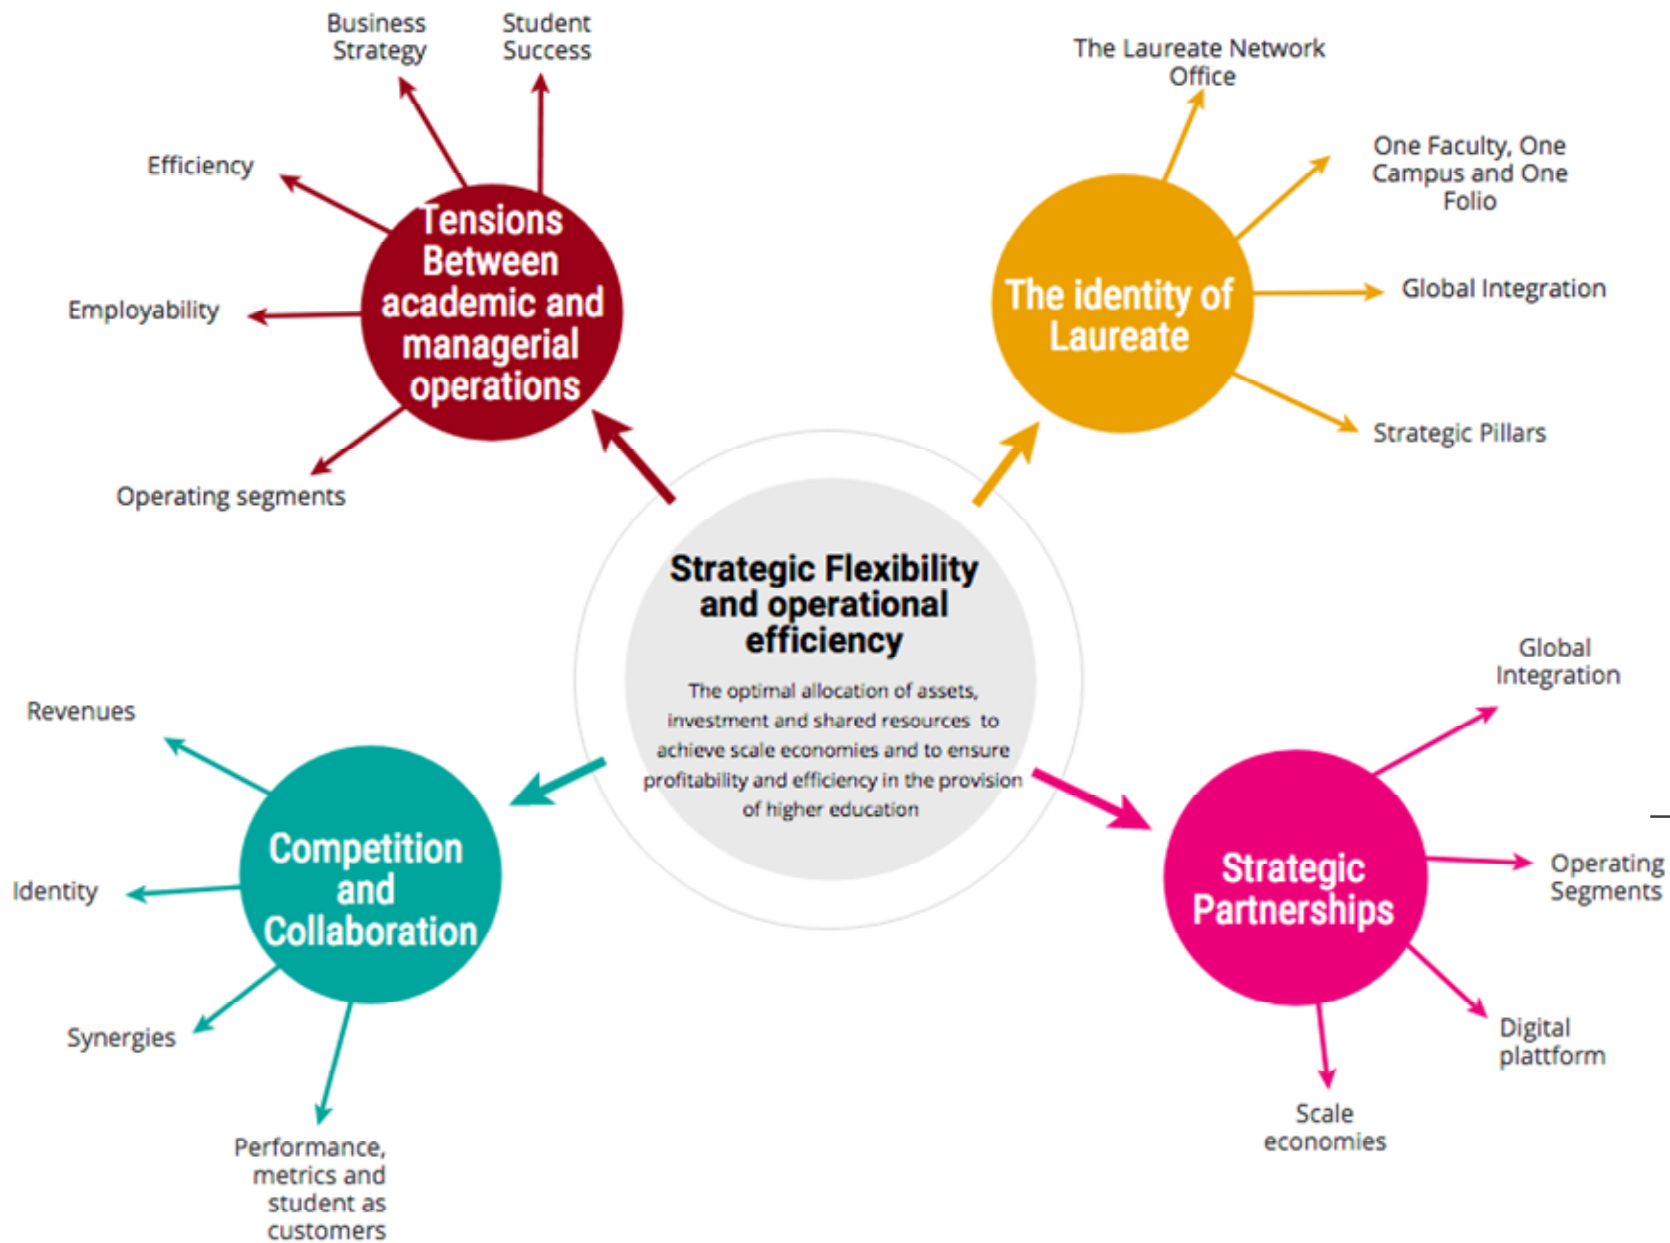 Business
Strategy
Student
Success
Efficiency
Employability
Operating segments
Tensions
Between
academic and
managerial
operations
The Laureate Network
Office
One Faculty, One
Campus and One
Folio
Global Integration
Strategic Pillars
The identity of
Laureate
Strategic Flexibility
and operational
efficiency
The optimal allocation of assets,
investment and shared resources to
achieve scale economies and to ensure
profitability and efficiency in the provision
of higher education
Revenues
Identity
Synergies
Performance,
metrics and
student as
customers
Competition
and
Collaboration
Global
Integration
Operating
Segments
Digital
plattform
Scale
economies
Strategic
Partnerships